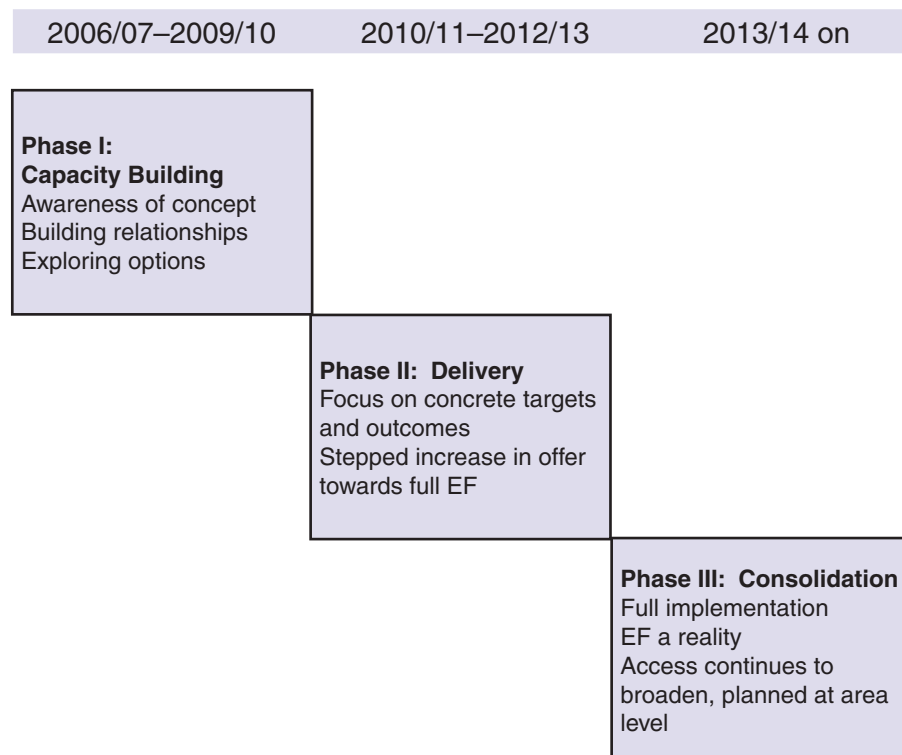 2006/07–2009/10 2010/11–2012/13 2013/14 on
Phase I:
Capacity Building
Awareness of concept
Building relationships
Exploring options
Phase II:  Delivery
Focus on concrete targets
and outcomes
Stepped increase in offer
towards full EF
Phase III:  Consolidation
Full implementation
EF a reality
Access continues to
broaden, planned at area
level